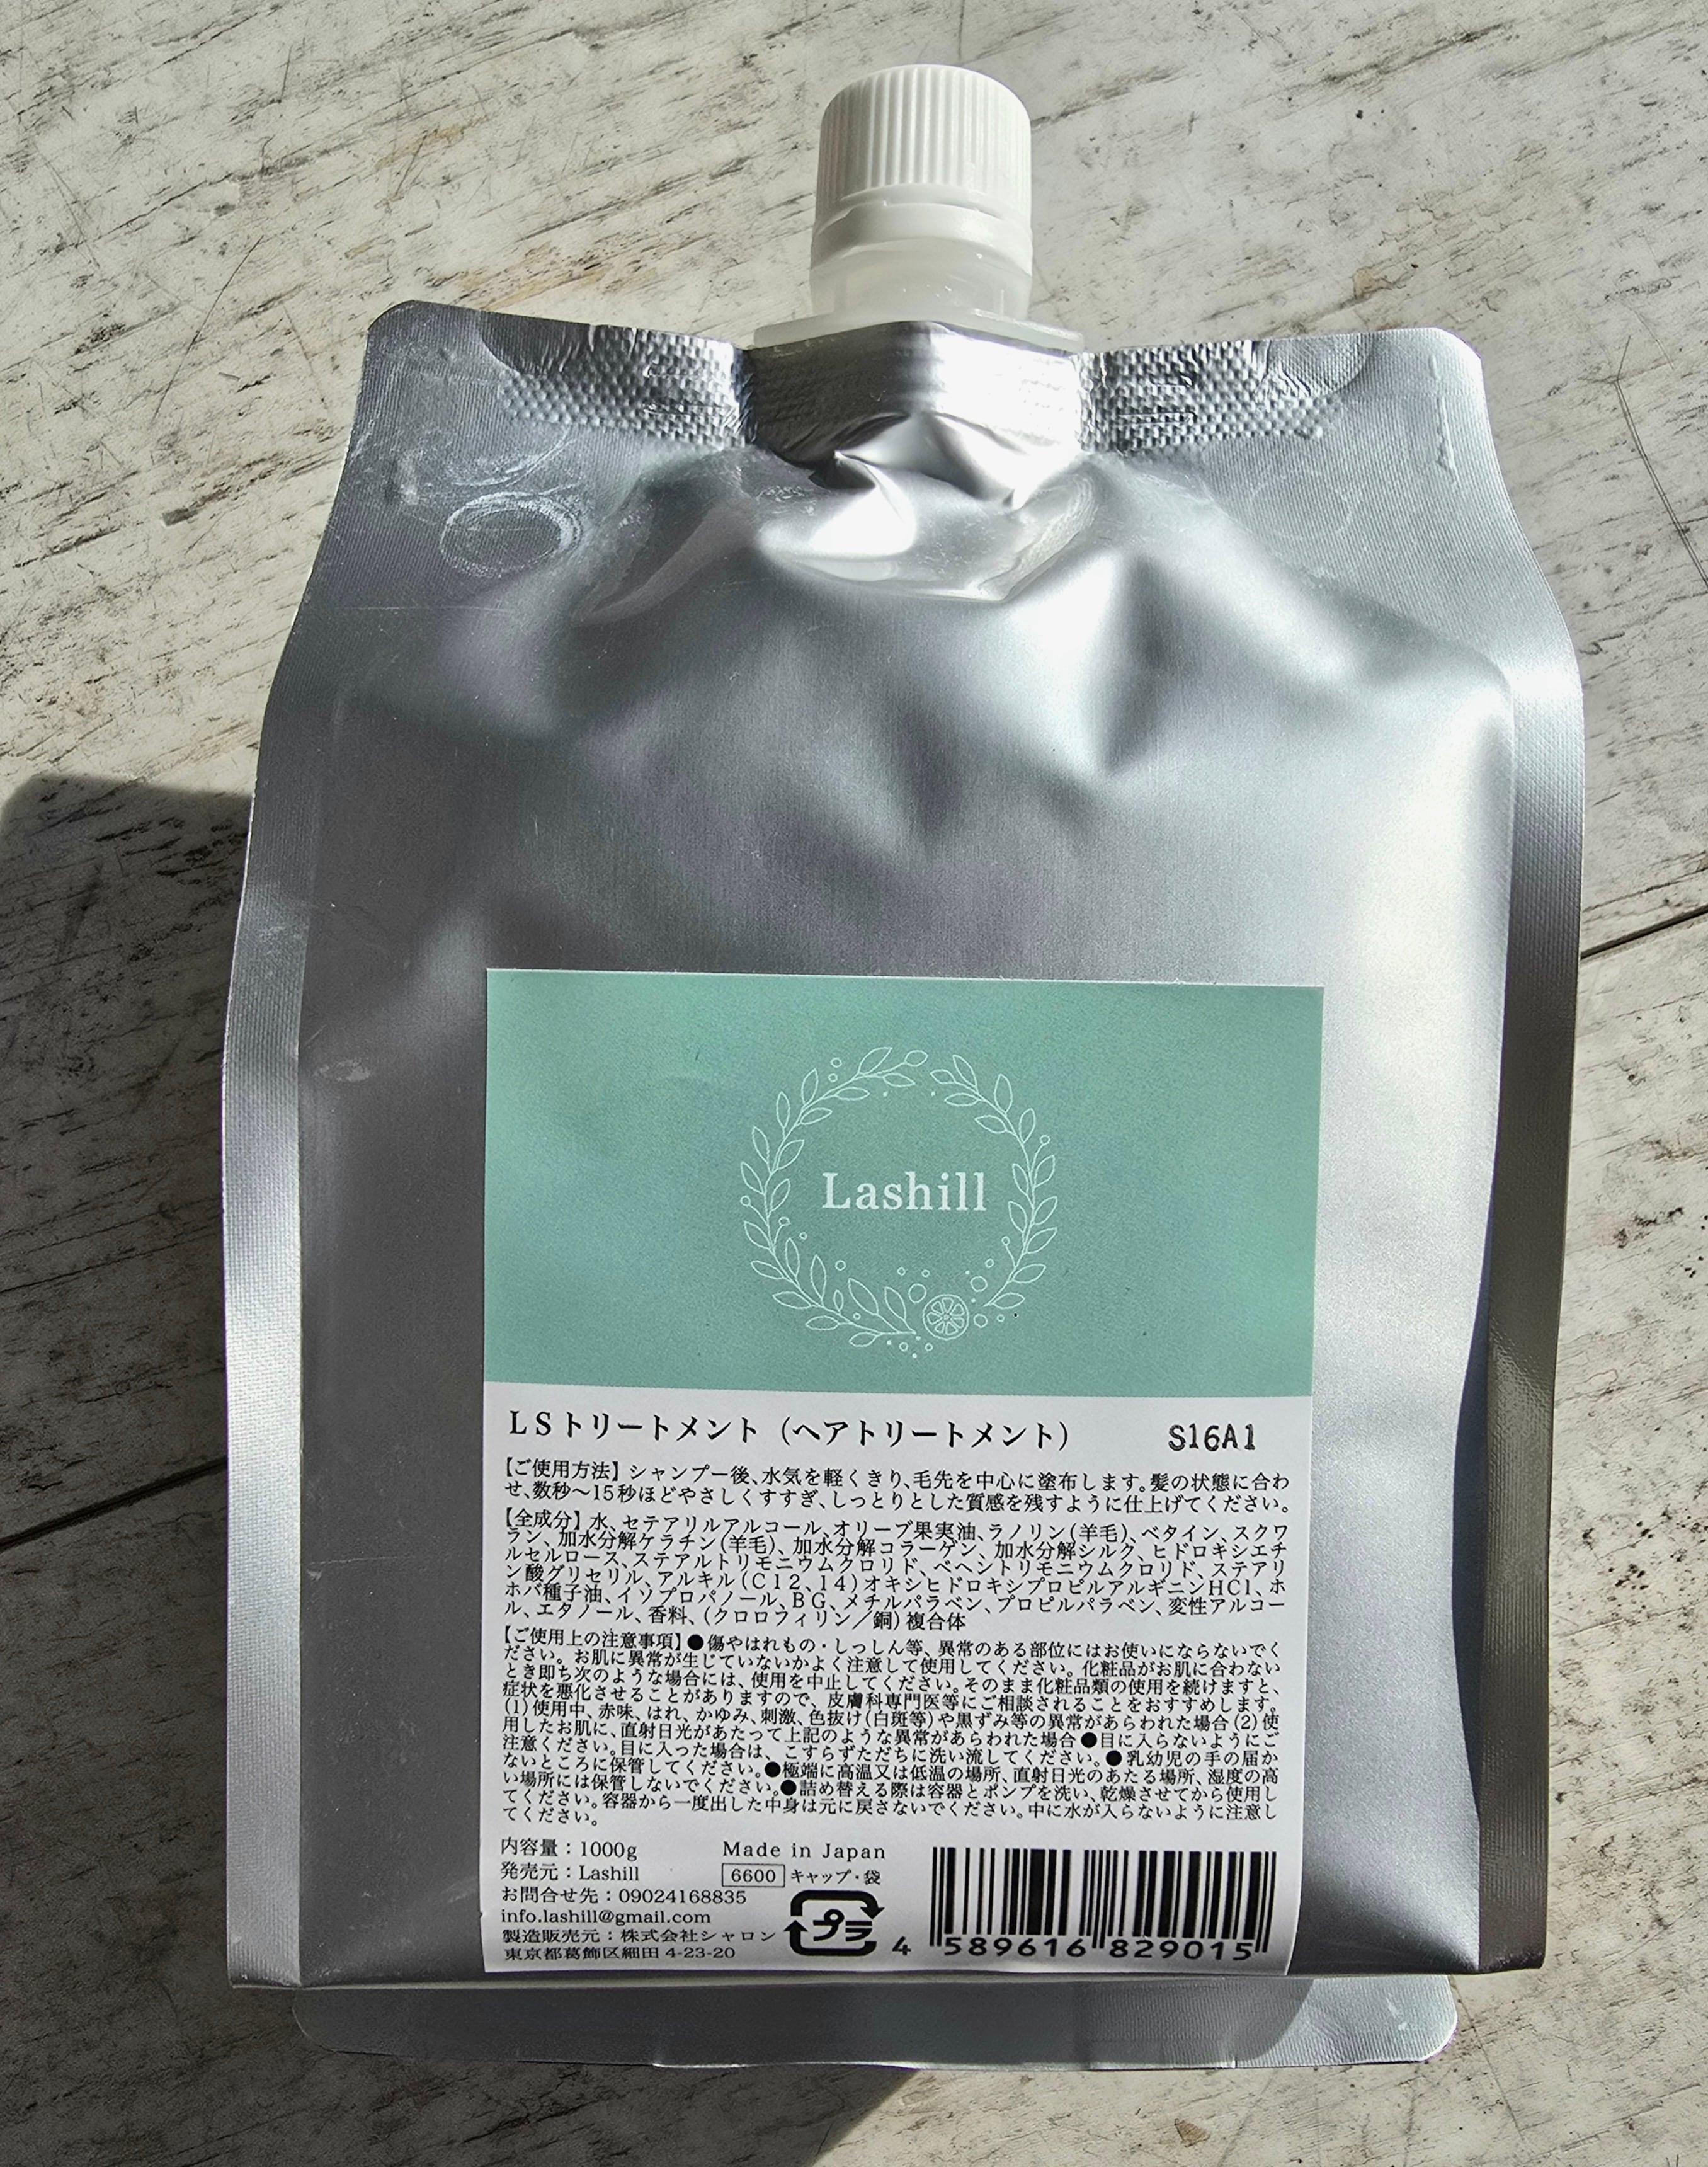 Lashill
LSトリートメント（ヘアトリートメント） S16A1
【ご使用方法】シャンプー後、水気を軽くきり、毛先を中心に塗布します。髪の状態に合わ
せ、数秒〜15秒ほどやさしくすすぎ、しっとりとした質感を残すように仕上げてください。
【全成分】水、セテアリルアルコール、オリーブ果実油、ラノリン(羊毛)、ベタイン、スクワ
ラン、加水分解ケラチン(羊毛)、加水分解コラーゲン、加水分解シルク、ヒドロキシエチ
ルセルロース、ステアルトリモニウムクロリド、ベヘントリモニウムクロリド、ステアリ
ン酸グリセリル、アルキル(C12、14)オキシヒドロキシプロピルアルギニンHCl、ホ
ホバ種子油、イソプロパノール、BG、メチルパラベン、プロピルパラベン、変性アルコー
ル、エタノール、香料、(クロロフィリン／銅)複合体
【ご使用上の注意事項】●傷やはれもの・しっしん等、異常のある部位にはお使いにならないでく
ださい。お肌に異常が生じていないかよく注意して使用してください。化粧品がお肌に合わない
とき即ち次のような場合には、使用を中止してください。そのまま化粧品類の使用を続けますと、
症状を悪化させることがありますので、皮膚科専門医等にご相談されることをおすすめします。
(1)使用中、赤味、はれ、かゆみ、刺激、色抜け(白斑等)や黒ずみ等の異常があらわれた場合(2)使
用したお肌に、直射日光があたって上記のような異常があらわれた場合●目に入らないようにご
注意ください。目に入った場合は、こすらずただちに洗い流してください。●乳幼児の手の届か
ないところに保管してください。●極端に高温又は低温の場所、直射日光のあたる場所、湿度の高
い場所には保管しないでください。●詰め替える際は容器とポンプを洗い、乾燥させてから使用し
てください。容器から一度出した中身は元に戻さないでください。中に水が入らないように注意し
てください。
内容量：1000g Made in Japan
発売元：Lashill 6600 キャップ・袋
お問合せ先：09024168835
info.lashill@gmail.com
製造販売元：株式会社シャロン
東京都葛飾区細田 4-23-20
プラ
4 589616 829015